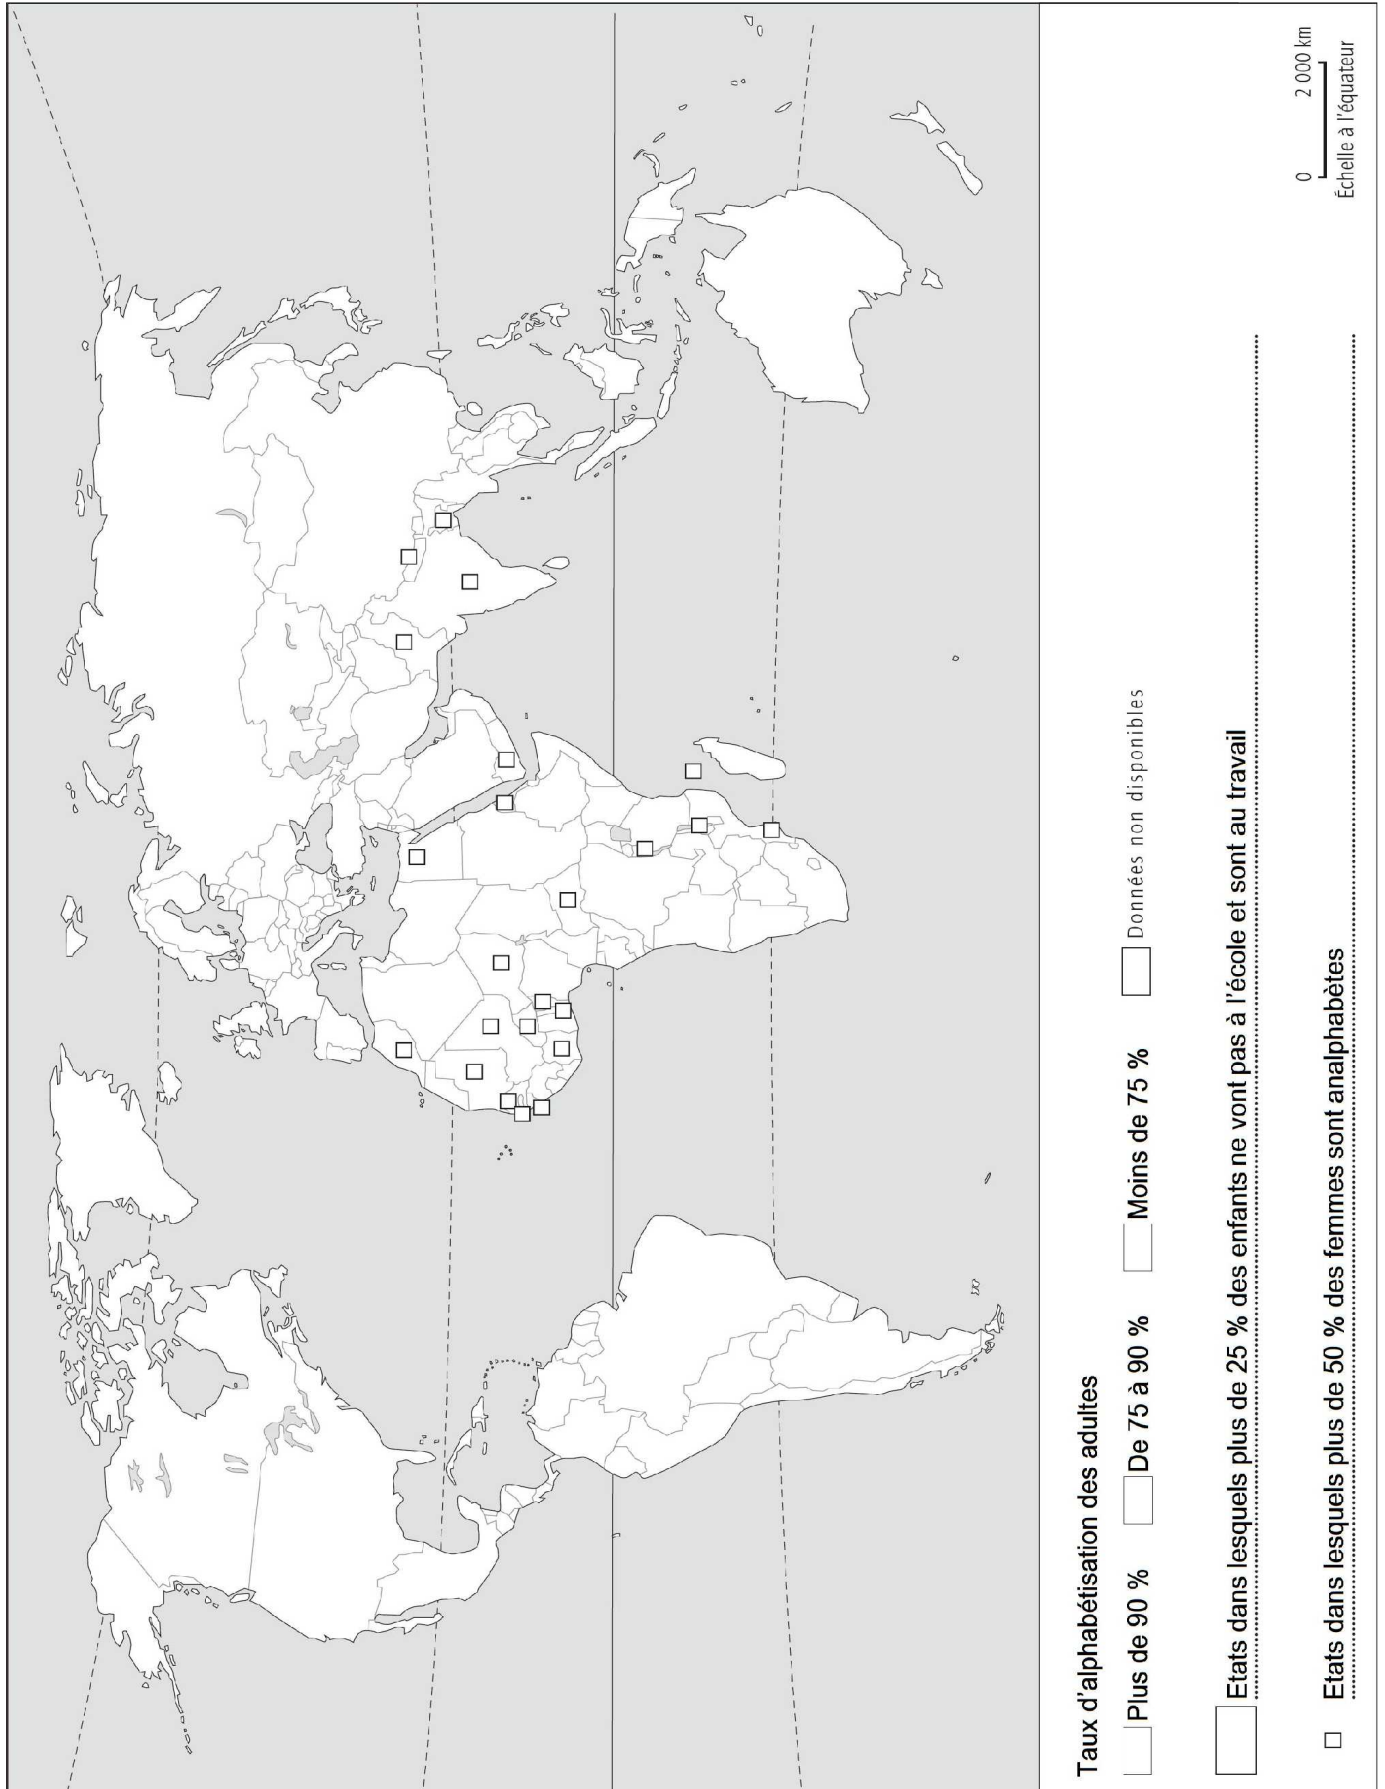 Taux d'alphabétisation des adultes
Plus de 90 %
De 75 à 90 %
Moins de 75 %
Données non disponibles
Etats dans lesquels plus de 25 % des enfants ne vont pas à l'école et sont au travail
Etats dans lesquels plus de 50 % des femmes sont analphabètes
0 2 000 km
Échelle à l'équateur